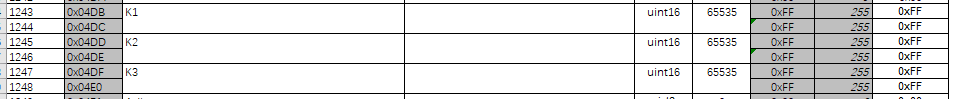 1243 0x04DB K1 uint16 65535 0xFF 255 0xFF
1244 0x04DC 0xFF 255 0xFF
1245 0x04DD K2 uint16 65535 0xFF 255 0xFF
1246 0x04DE 0xFF 255 0xFF
1247 0x04DF K3 uint16 65535 0xFF 255 0xFF
1248 0x04E0 0xFF 255 0xFF